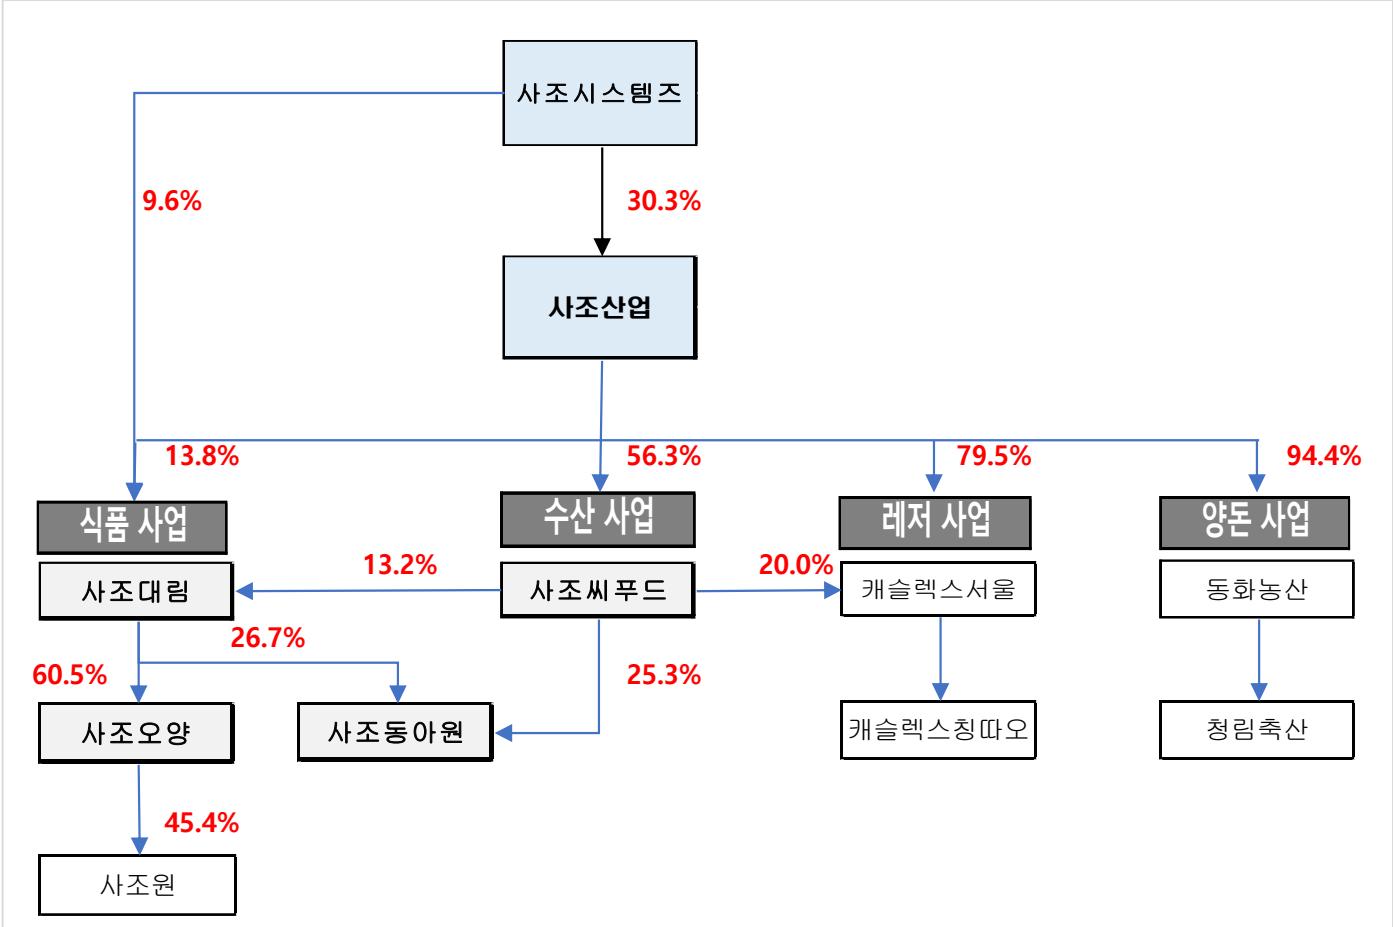 사조시스템즈
9.6%
30.3%
사조산업
13.8%
56.3%
79.5%
94.4%
식품 사업
수산 사업
레저 사업
양돈 사업
13.2%
20.0%
사조대림
사조씨푸드
캐슬렉스서울
동화농산
26.7%
60.5%
25.3%
사조오양
사조동아원
캐슬렉스칭따오
청림축산
45.4%
사조원